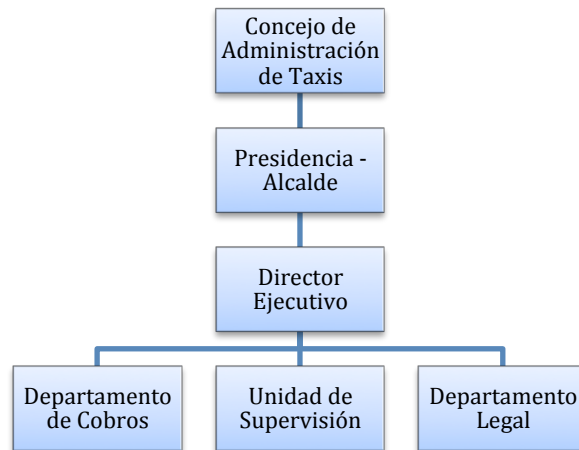 Concejo de
Administración
de Taxis
Presidencia -
Alcalde
Director
Ejecutivo
Departamento
de Cobros
Unidad de
Supervisión
Departamento
Legal